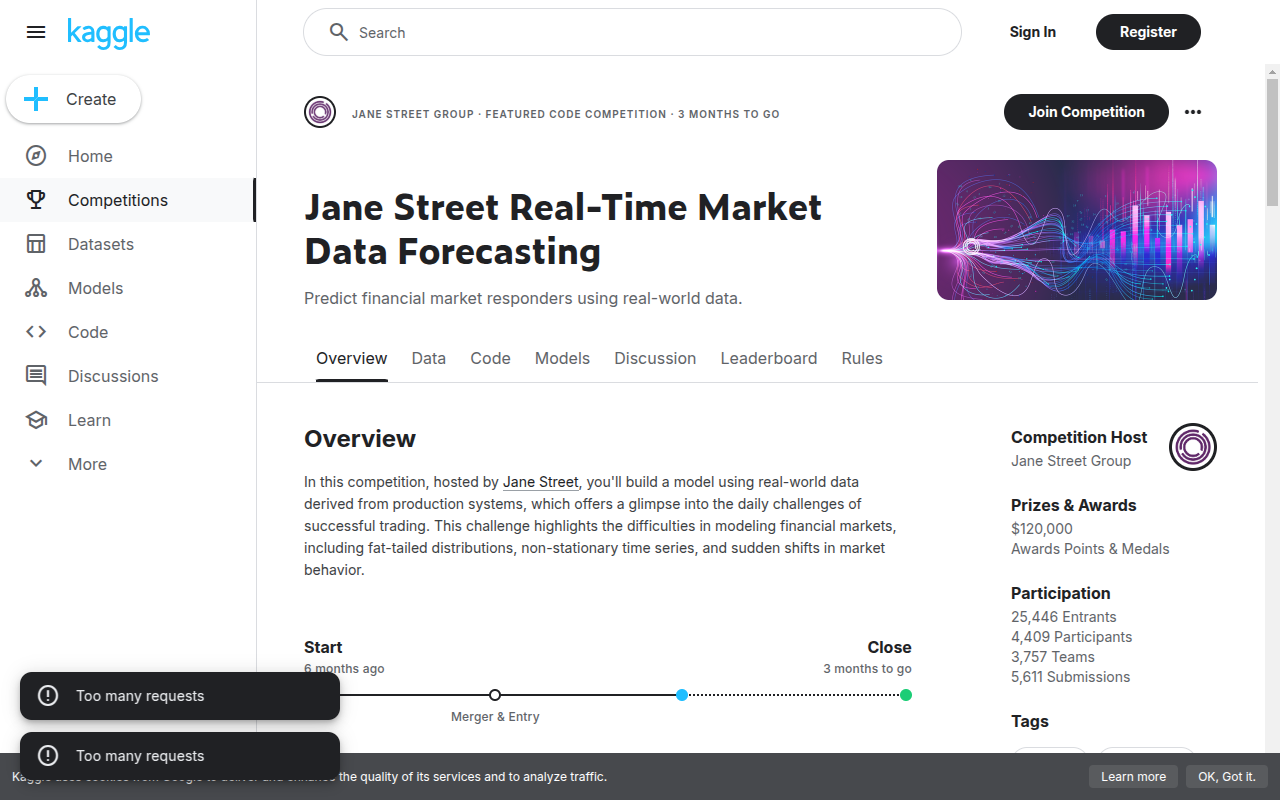 kaggle
Search
Sign In
Register
Create
Home
Competitions
Datasets
Models
Code
Discussions
Learn
More
JANE STREET GROUP · FEATURED CODE COMPETITION · 3 MONTHS TO GO
Join Competition
Jane Street Real-Time Market
Data Forecasting
Predict financial market responders using real-world data.
Overview
Data
Code
Models
Discussion
Leaderboard
Rules
Overview
In this competition, hosted by Jane Street, you'll build a model using real-world data
derived from production systems, which offers a glimpse into the daily challenges of
successful trading. This challenge highlights the difficulties in modeling financial markets,
including fat-tailed distributions, non-stationary time series, and sudden shifts in market
behavior.
Start
6 months ago
Close
3 months to go
Merger & Entry
Competition Host
Jane Street Group
Prizes & Awards
$120,000
Awards Points & Medals
Participation
25,446 Entrants
4,409 Participants
3,757 Teams
5,611 Submissions
Tags
Too many requests
Too many requests
the quality of its services and to analyze traffic.
Learn more
OK, Got it.